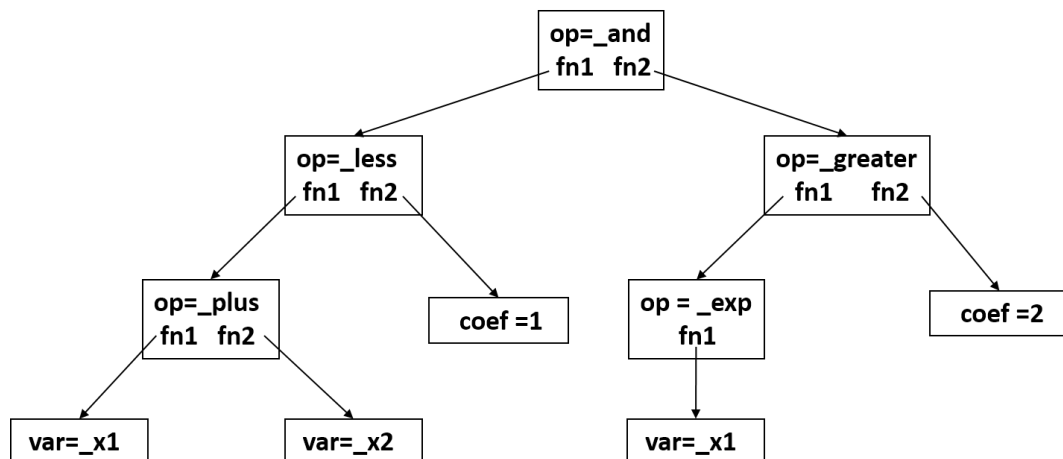 op=_and
fn1 fn2
op=_less
fn1 fn2
op=_greater
fn1 fn2
op=_plus
fn1 fn2
coef =1
op = _exp
fn1
coef =2
var=_x1
var=_x2
var=_x1